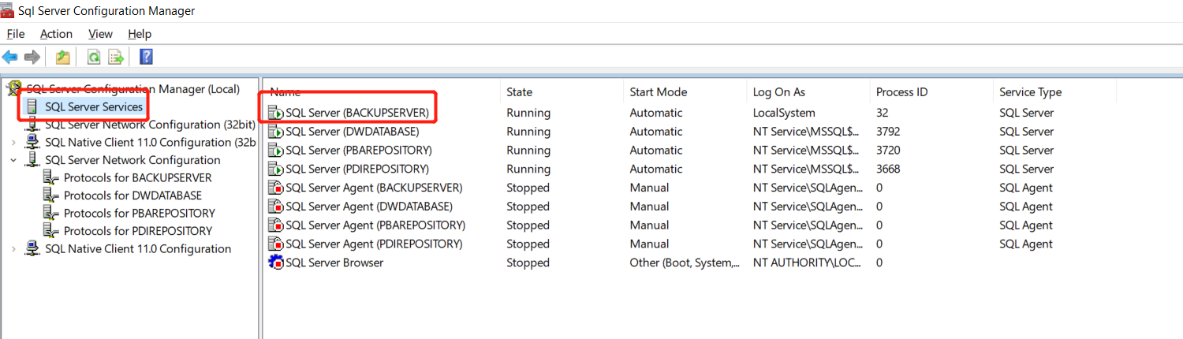 Sql Server Configuration Manager
File Action View Help
SQL Server Configuration Manager (Local)
SQL Server Services
SQL Server Network Configuration (32bit)
SQL Native Client 11.0 Configuration (32b
SQL Server Network Configuration
Protocols for BACKUPSERVER
Protocols for DWDATABASE
Protocols for PBAREPOSITORY
Protocols for PDIREPOSITORY
SQL Native Client 11.0 Configuration
Name State Start Mode Log On As Process ID Service Type
SQL Server (BACKUPSERVER) Running Automatic LocalSystem 32 SQL Server
SQL Server (DWDATABASE) Running Automatic NT Service\MSSQL$... 3792 SQL Server
SQL Server (PBAREPOSITORY) Running Automatic NT Service\MSSQL$... 3720 SQL Server
SQL Server (PDIREPOSITORY) Running Automatic NT Service\MSSQL$... 3668 SQL Server
SQL Server Agent (BACKUPSERVER) Stopped Manual NT Service\SQLAgen... 0 SQL Agent
SQL Server Agent (DWDATABASE) Stopped Manual NT Service\SQLAgen... 0 SQL Agent
SQL Server Agent (PBAREPOSITORY) Stopped Manual NT Service\SQLAgen... 0 SQL Agent
SQL Server Agent (PDIREPOSITORY) Stopped Manual NT Service\SQLAgen... 0 SQL Agent
SQL Server Browser Stopped Other (Boot, System,... NT AUTHORITY\LOC... 0